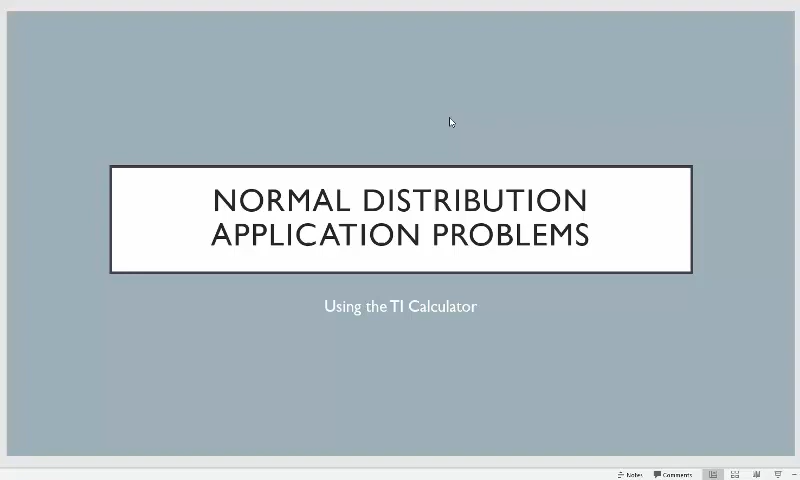 NORMAL DISTRIBUTION
APPLICATION PROBLEMS
Using the TI Calculator
Notes Comments